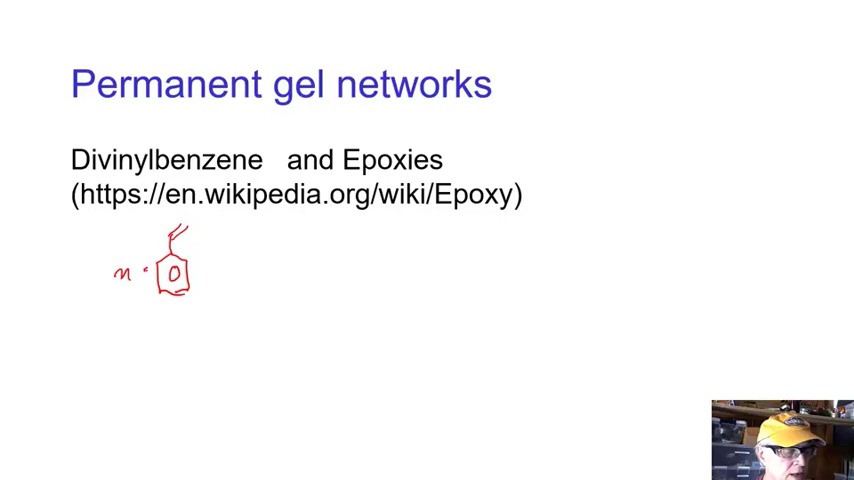 Permanent gel networks
Divinylbenzene and Epoxies
(https://en.wikipedia.org/wiki/Epoxy)
n ·